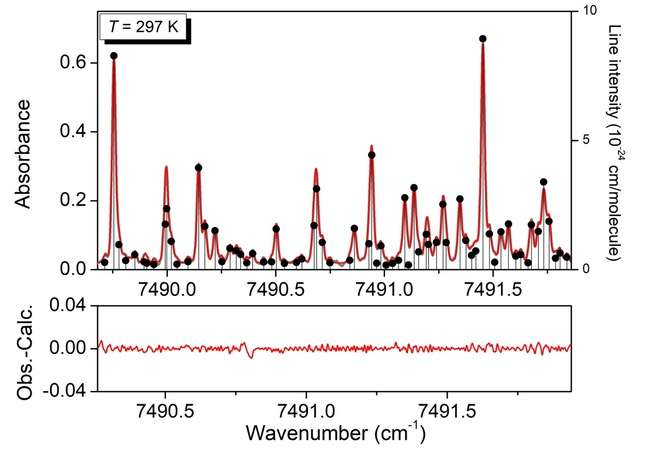 T = 297 K
Absorbance
0.6
0.4
0.2
0.0
10
5
0
Line intensity (10⁻²⁴ cm/molecule)
7490.0 7490.5 7491.0 7491.5
Obs.-Calc.
0.04
0.00
-0.04
7490.5 7491.0 7491.5
Wavenumber (cm⁻¹)